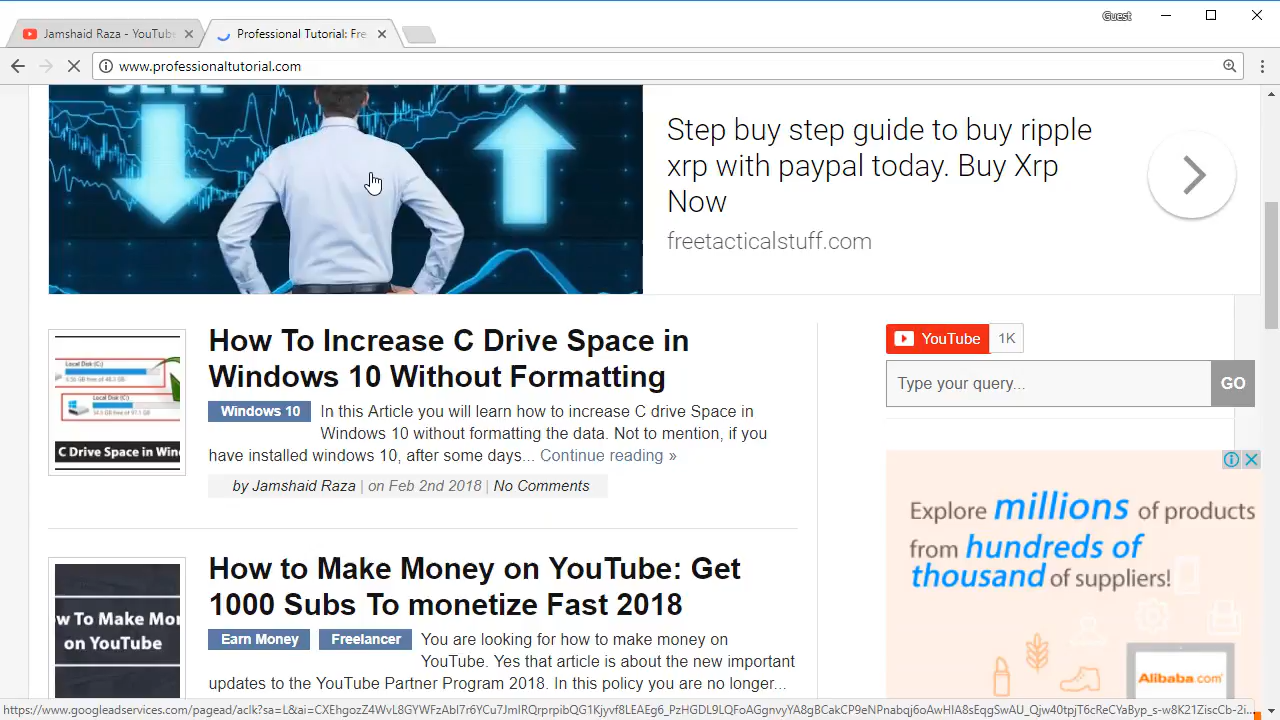 Guest
Jamshaid Raza - YouTube
Professional Tutorial: Fre
www.professionaltutorial.com
SELL
BUY
Step buy step guide to buy ripple
xrp with paypal today. Buy Xrp
Now
freetacticalstuff.com
How To Increase C Drive Space in
Windows 10 Without Formatting
Windows 10 In this Article you will learn how to increase C drive Space in
Windows 10 without formatting the data. Not to mention, if you
have installed windows 10, after some days... Continue reading »
by Jamshaid Raza | on Feb 2nd 2018 | No Comments
Local Disk (C:)
Local Disk (C:)
C Drive Space in Win
YouTube 1K
Type your query... GO
Explore millions of products
from hundreds of
thousand of suppliers!
Alibaba.com
How to Make Money on YouTube: Get
1000 Subs To monetize Fast 2018
Earn Money Freelancer You are looking for how to make money on
YouTube. Yes that article is about the new important
updates to the YouTube Partner Program 2018. In this policy you are no longer...
w To Make Mon
on YouTube